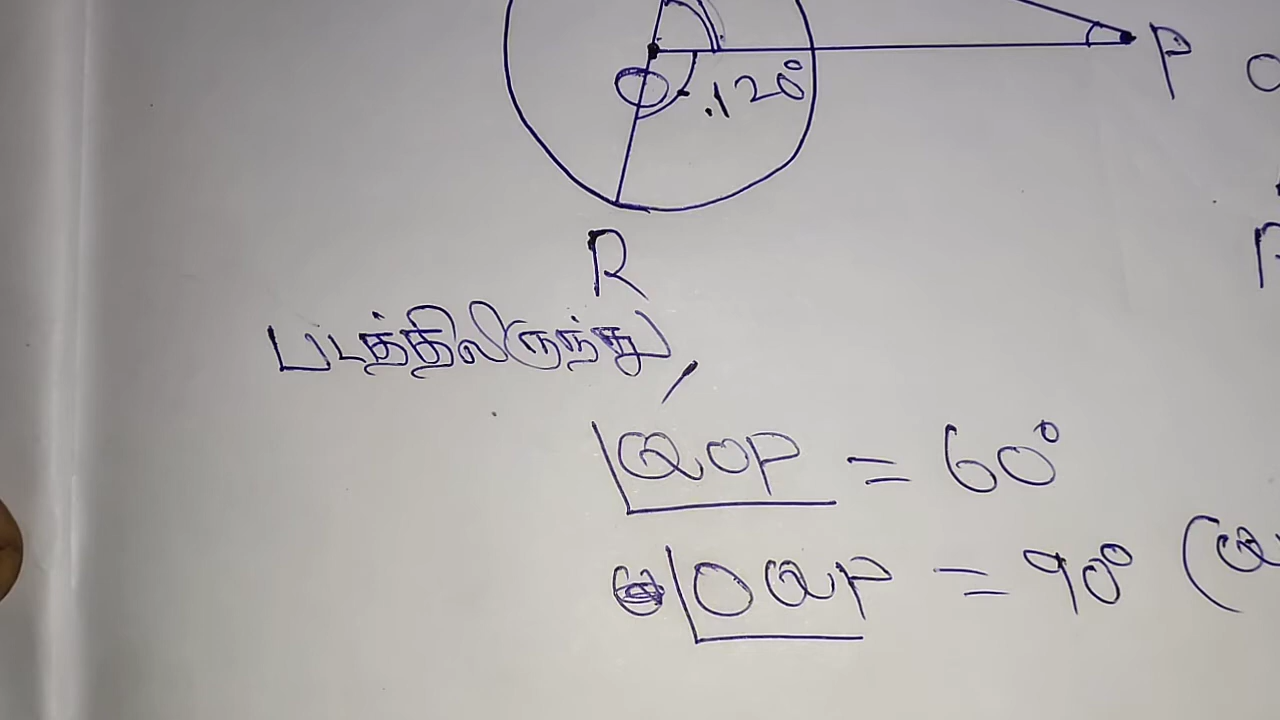 P
O .120°
R
படத்திலிருந்து,
∠QOP = 60°
∠OQP = 90° (Q